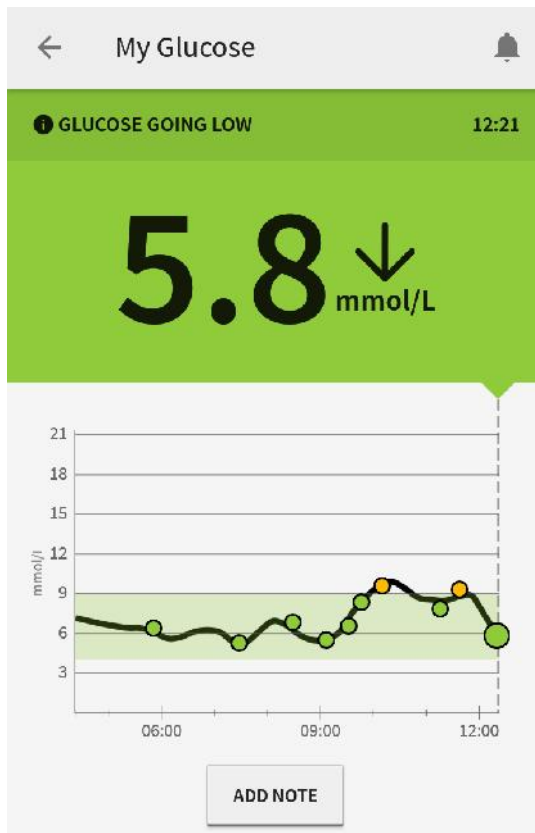 My Glucose
GLUCOSE GOING LOW 12:21
5.8
mmol/L
21
18
15
12
9
6
3
mmol/l
06:00 09:00 12:00
ADD NOTE